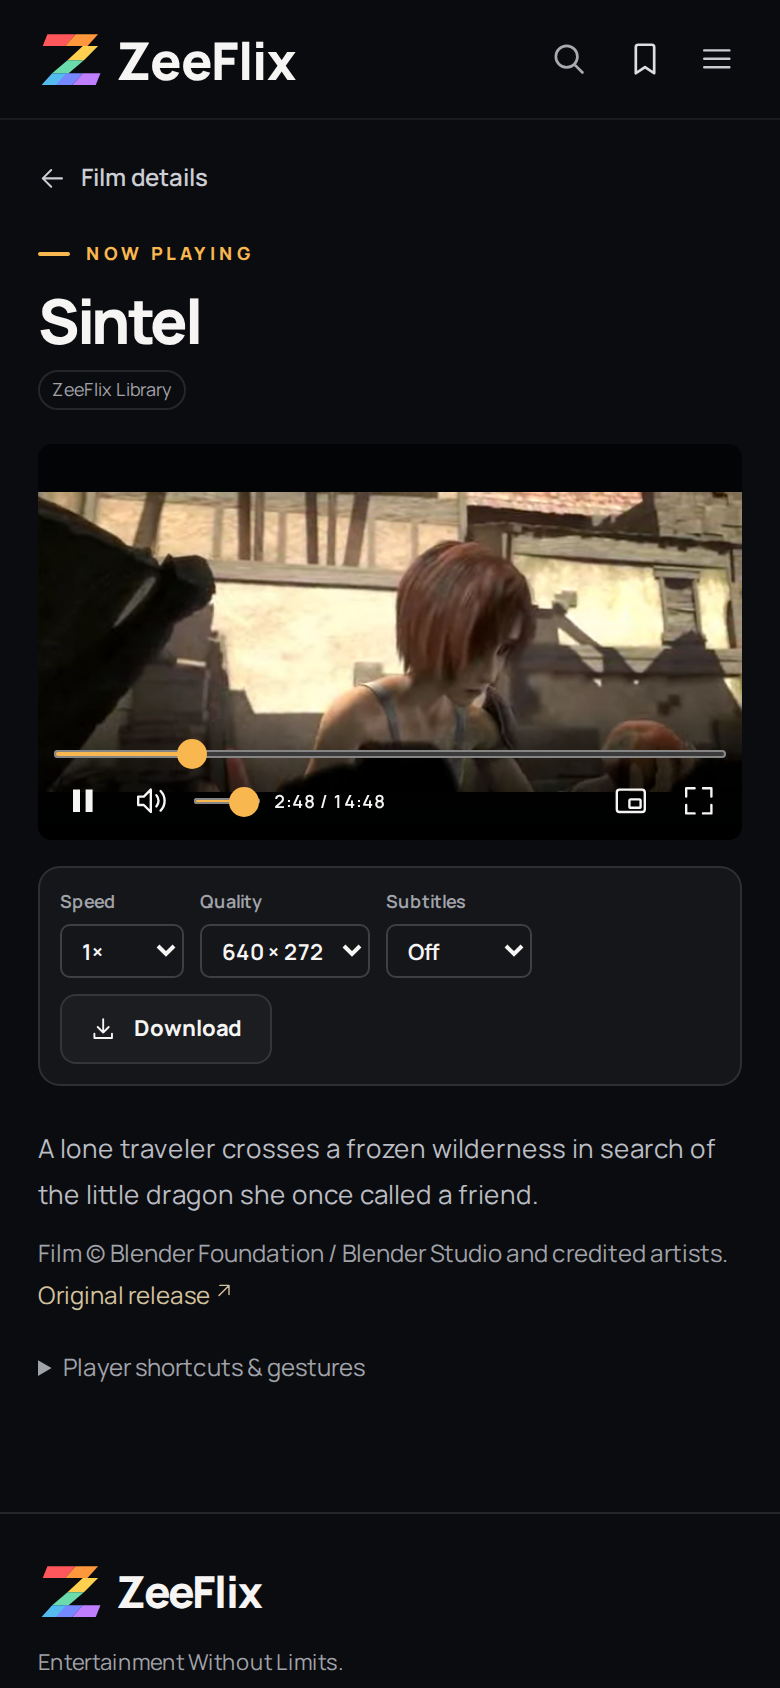 ZeeFlix
Film details
NOW PLAYING
Sintel
ZeeFlix Library
2:48 / 14:48
Speed Quality Subtitles
1× 640 × 272 Off
Download
A lone traveler crosses a frozen wilderness in search of
the little dragon she once called a friend.
Film © Blender Foundation / Blender Studio and credited artists.
Original release ↗
Player shortcuts & gestures
ZeeFlix
Entertainment Without Limits.